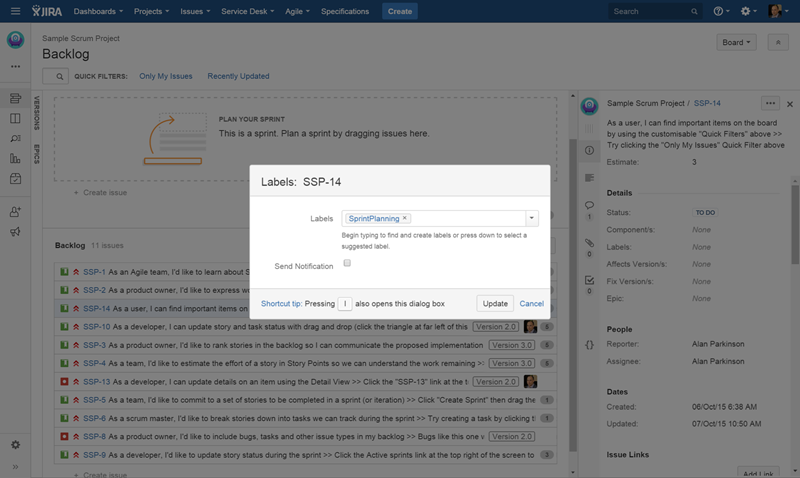 JIRA Dashboards Projects Issues Service Desk Agile Specifications Create Search
Sample Scrum Project
Backlog
Board
QUICK FILTERS: Only My Issues Recently Updated
VERSIONS
EPICS
PLAN YOUR SPRINT
This is a sprint. Plan a sprint by dragging issues here.
+ Create issue
Backlog 11 issues
SSP-1 As an Agile team, I'd like to learn about S
SSP-2 As a product owner, I'd like to express wo
SSP-14 As a user, I can find important items on
SSP-10 As a developer, I can update story and task status with drag and drop (click the triangle at far left of this Version 2.0
SSP-3 As a product owner, I'd like to rank stories in the backlog so I can communicate the proposed implementation Version 3.0 5
SSP-4 As a team, I'd like to estimate the effort of a story in Story Points so we can understand the work remaining >> Version 3.0 5
SSP-13 As a developer, I can update details on an item using the Detail View >> Click the "SSP-13" link at the t Version 2.0
SSP-5 As a team, I'd like to commit to a set of stories to be completed in a sprint (or iteration) >> Click "Create Sprint" then drag the 1
SSP-6 As a scrum master, I'd like to break stories down into tasks we can track during the sprint >> Try creating a task by clicking t 1
SSP-8 As a product owner, I'd like to include bugs, tasks and other issue types in my backlog >> Bugs like this one v Version 2.0
SSP-9 As a developer, I'd like to update story status during the sprint >> Click the Active sprints link at the top right of the screen to 3
+ Create issue
Labels: SSP-14
Labels SprintPlanning ×
Begin typing to find and create labels or press down to select a
suggested label.
Send Notification
Shortcut tip: Pressing l also opens this dialog box Update Cancel
Sample Scrum Project / SSP-14
As a user, I can find important items on the board
by using the customisable "Quick Filters" above >>
Try clicking the "Only My Issues" Quick Filter above
Estimate: 3
Details
Status: TO DO
Component/s: None
Labels: None
Affects Version/s: None
Fix Version/s: None
Epic: None
People
Reporter: Alan Parkinson
Assignee: Alan Parkinson
Dates
Created: 06/Oct/15 6:38 AM
Updated: 07/Oct/15 10:50 AM
Issue Links
Add Link